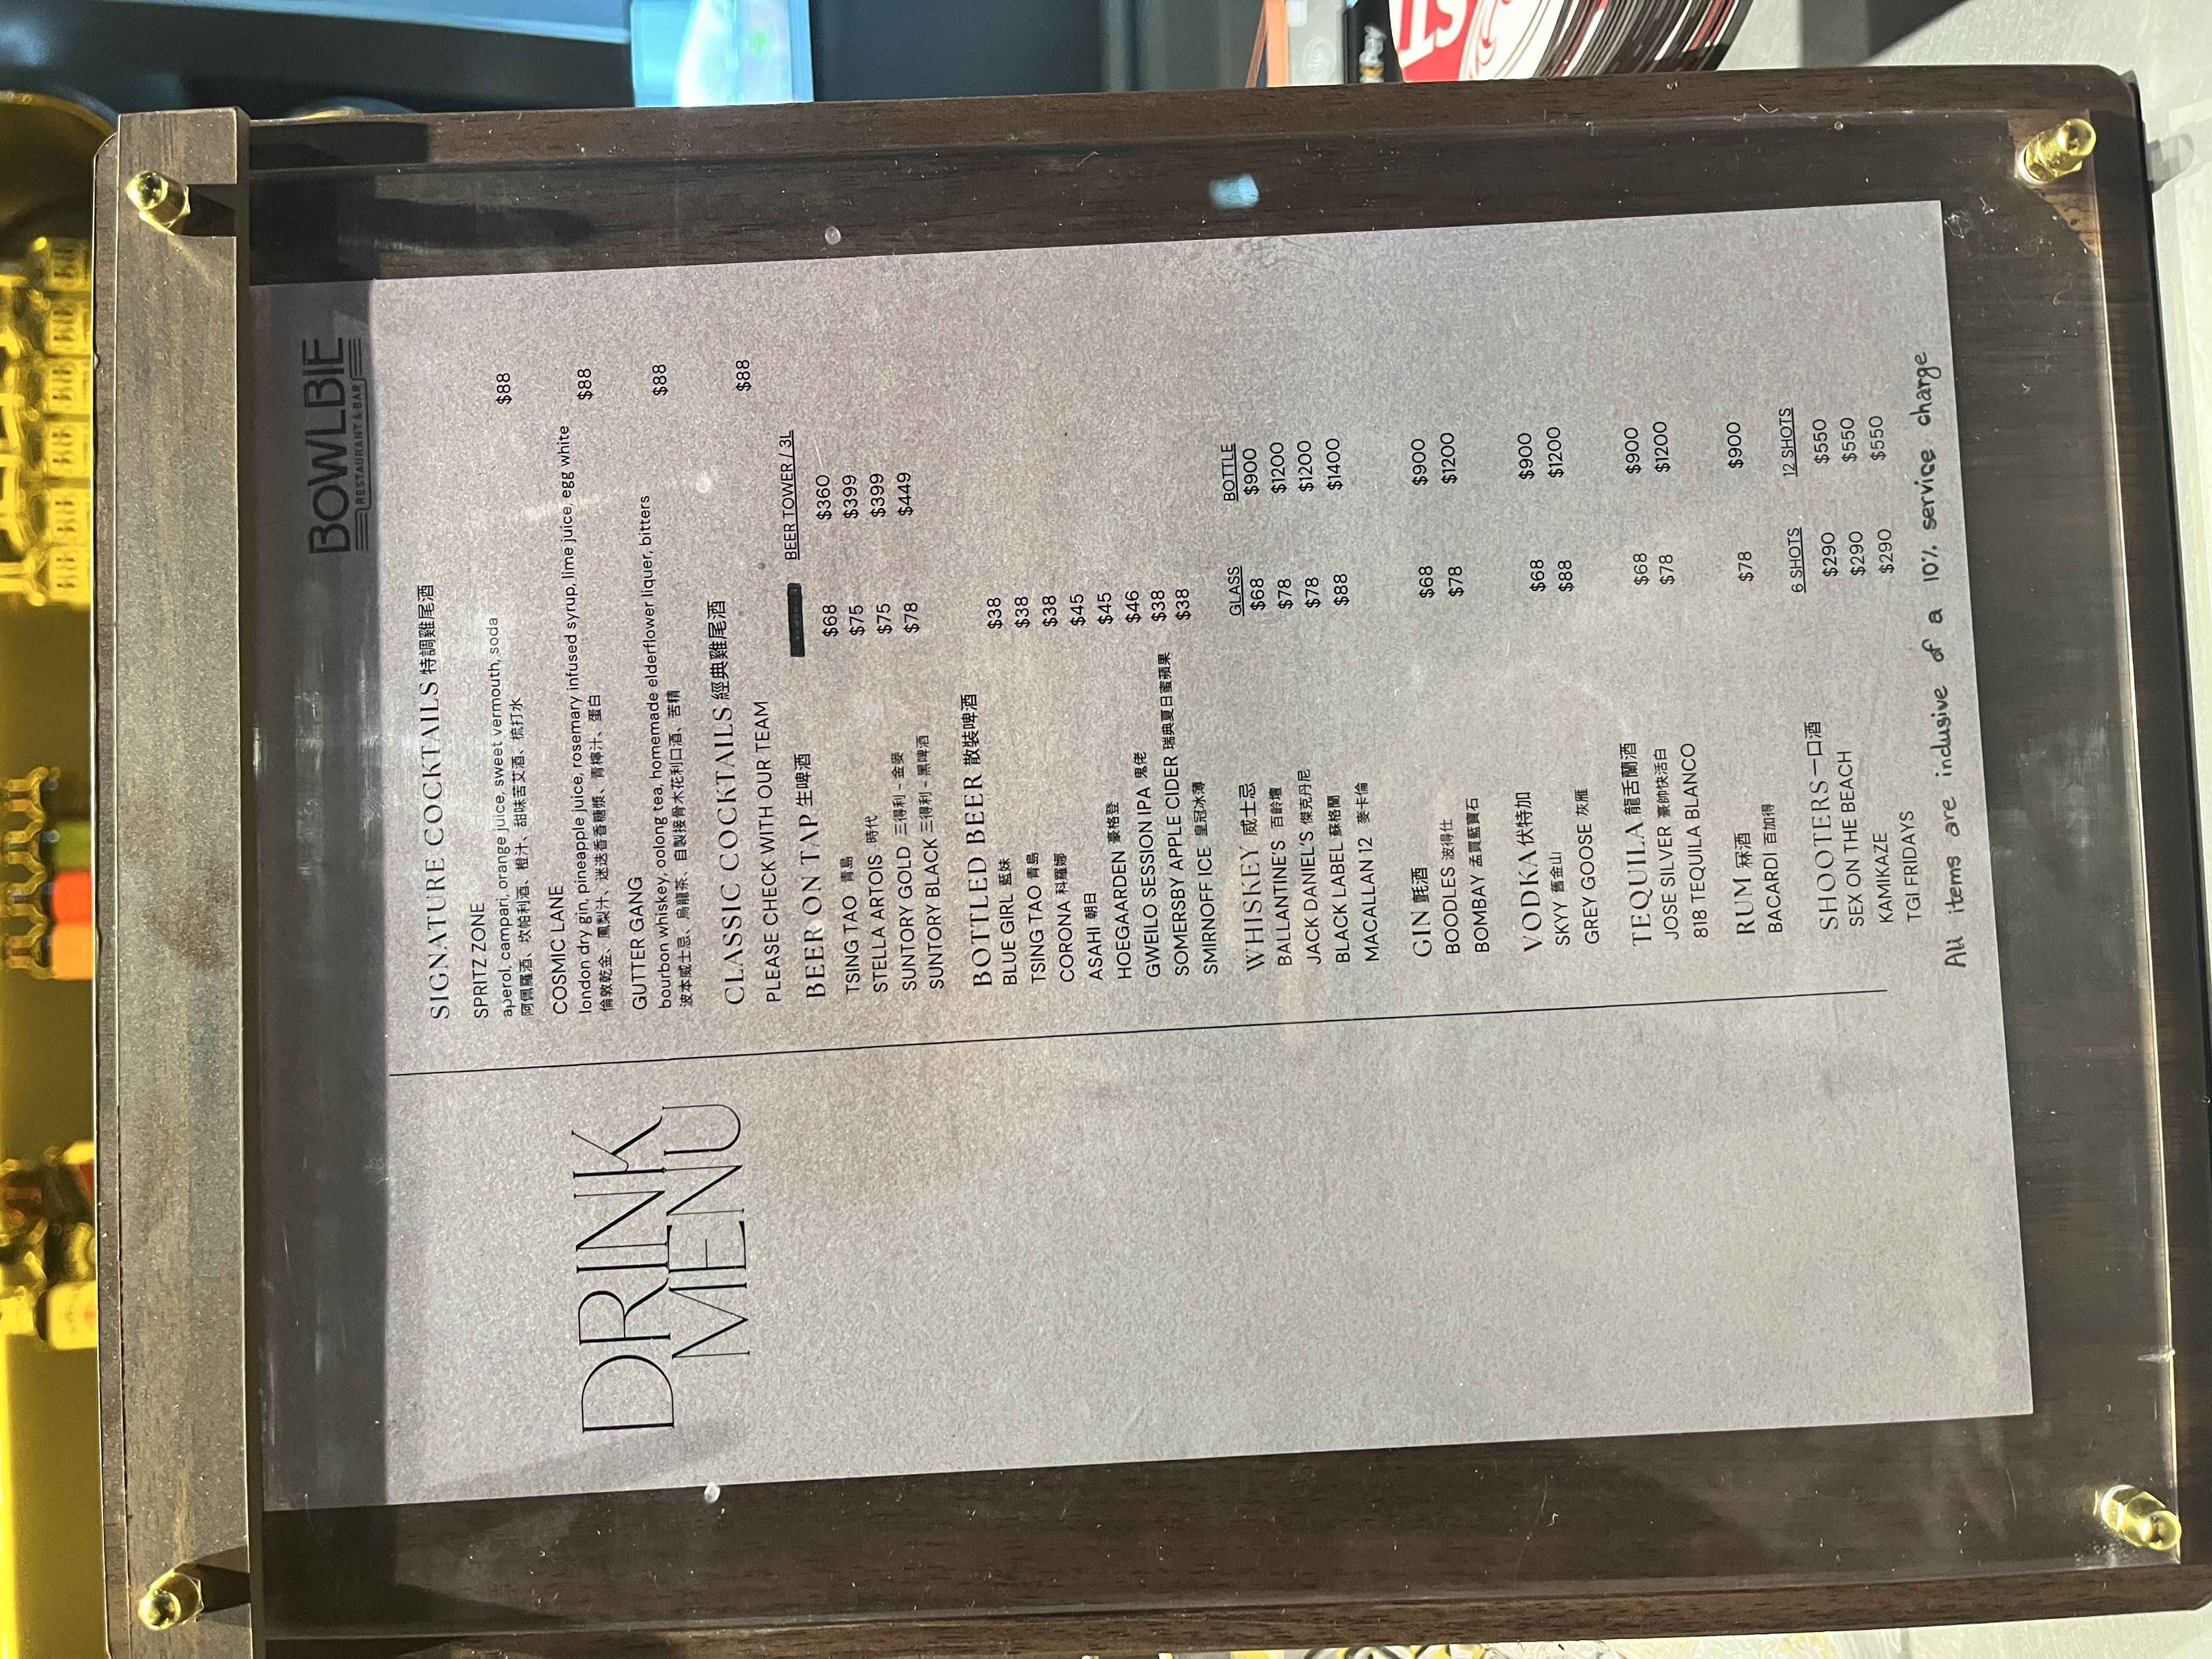 BOWLBIE
RESTAURANT & BAR
DRINK
MENU
SIGNATURE COCKTAILS 特調雞尾酒
SPRITZ ZONE $88
aperol, campari, orange juice, sweet vermouth, soda
阿佩羅酒、坎帕利酒、橙汁、甜味苦艾酒、梳打水
COSMIC LANE $88
london dry gin, pineapple juice, rosemary infused syrup, lime juice, egg white
倫敦乾金、鳳梨汁、迷迭香香糖漿、青檸汁、蛋白
GUTTER GANG $88
bourbon whiskey, oolong tea, homemade elderflower liquer, bitters
波本威士忌、烏龍茶、自製接骨木花利口酒、苦精
CLASSIC COCKTAILS 經典雞尾酒 $88
PLEASE CHECK WITH OUR TEAM
BEER ON TAP 生啤酒 BEER TOWER / 3L
TSING TAO 青島 $68 $360
STELLA ARTOIS 時代 $75 $399
SUNTORY GOLD 三得利 - 金麥 $75 $399
SUNTORY BLACK 三得利 - 黑啤酒 $78 $449
BOTTLED BEER 散裝啤酒
BLUE GIRL 藍妹 $38
TSING TAO 青島 $38
CORONA 科羅娜 $38
ASAHI 朝日 $45
HOEGAARDEN 豪格登 $45
GWEILO SESSION IPA 鬼佬 $46
SOMERSBY APPLE CIDER 瑞典夏日蜜蘋果 $38
SMIRNOFF ICE 皇冠冰薄 $38
WHISKEY 威士忌 GLASS BOTTLE
BALLANTINE'S 百齡壇 $68 $900
JACK DANIEL'S 傑克丹尼 $78 $1200
BLACK LABEL 蘇格蘭 $78 $1200
MACALLAN 12 麥卡倫 $88 $1400
GIN 氈酒
BOODLES 波得仕 $68 $900
BOMBAY 孟買藍寶石 $78 $1200
VODKA 伏特加
SKYY 舊金山 $68 $900
GREY GOOSE 灰雁 $88 $1200
TEQUILA 龍舌蘭酒
JOSE SILVER 豪帥快活白 $68 $900
818 TEQUILA BLANCO $78 $1200
RUM 冧酒
BACARDI 百加得 $78 $900
SHOOTERS 一口酒 6 SHOTS 12 SHOTS
SEX ON THE BEACH $290 $550
KAMIKAZE $290 $550
TGI FRIDAYS $290 $550
All items are inclusive of a 10% service charge